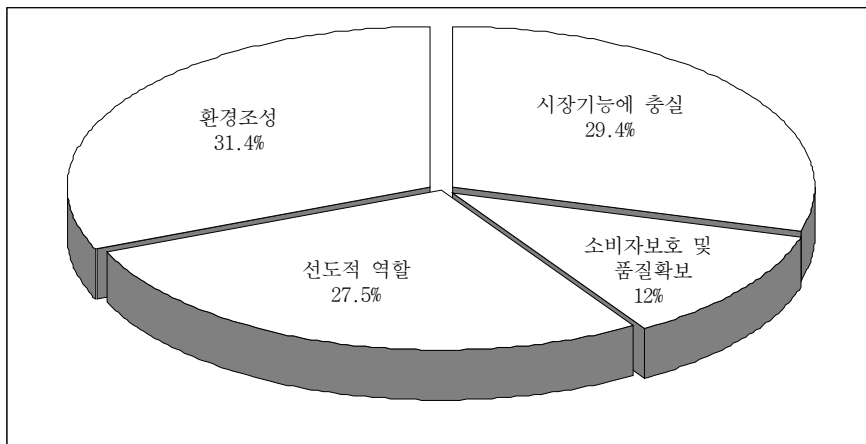 환경조성
31.4%
시장기능에 충실
29.4%
선도적 역할
27.5%
소비자보호 및
품질확보
12%